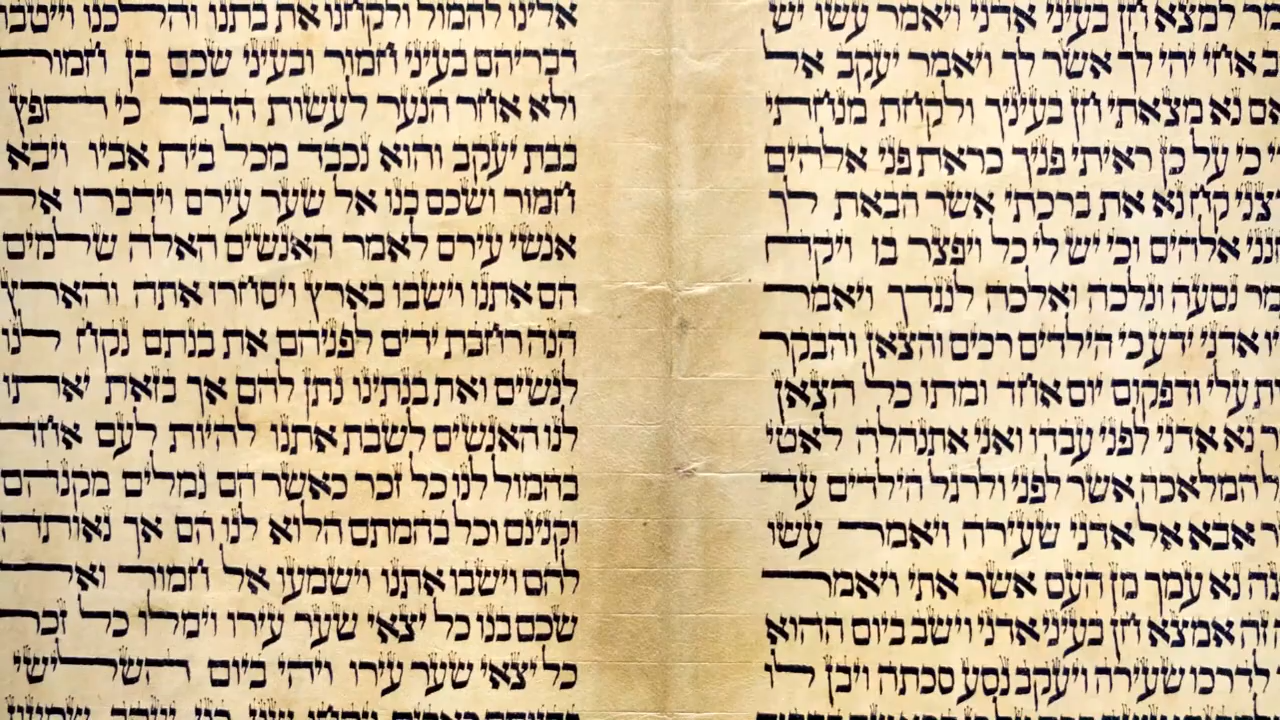 מר למצא חן בעיני אדני ויאמר עשו יש
ב אחי יהי לך אשר לך ויאמר יעקב אל
אם נא מצאתי חן בעיניך ולקחת מנחתי
י כי על כן ראיתי פניך כראת פני אלהים
צני קח נא את ברכתי אשר הבאת לך
נני אלהים וכי יש לי כל ויפצר בו ויקח
מר נסעה ונלכה ואלכה לנגדך ויאמר
יו אדני ידע כי הילדים רכים והצאן והבקר
ת עלי ודפקום יום אחד ומתו כל הצאן
ר נא אדני לפני עבדו ואני אתנהלה לאטי
ל המלאכה אשר לפני ולרגל הילדים עד
ר אבא אל אדני שעירה ויאמר עשו
נה נא עמך מן העם אשר אתי ויאמר
זה אמצא חן בעיני אדני וישב ביום ההוא
לדרכו שעירה ויעקב נסע סכתה ויבן לו
אלינו להמול ולקחנו את בתנו והלכנו וייטבו
דבריהם בעיני חמור ובעיני שכם בן חמור
ולא אחר הנער לעשות הדבר כי חפץ
בבת יעקב והוא נכבד מכל בית אביו ויבא
חמור ושכם בנו אל שער עירם וידברו אל
אנשי עירם לאמר האנשים האלה שלמים
הם אתנו וישבו בארץ ויסחרו אתה והארץ
הנה רחבת ידים לפניהם את בנתם נקח לנו
לנשים ואת בנתינו נתן להם אך בזאת יאתו
לנו האנשים לשבת אתנו להיות לעם אחד
בהמול לנו כל זכר כאשר הם נמלים מקנהם
וקנינם וכל בהמתם הלוא לנו הם אך נאותה
להם וישבו אתנו וישמעו אל חמור ואל
שכם בנו כל יצאי שער עירו וימלו כל זכר
כל יצאי שער עירו ויהי ביום השלישי